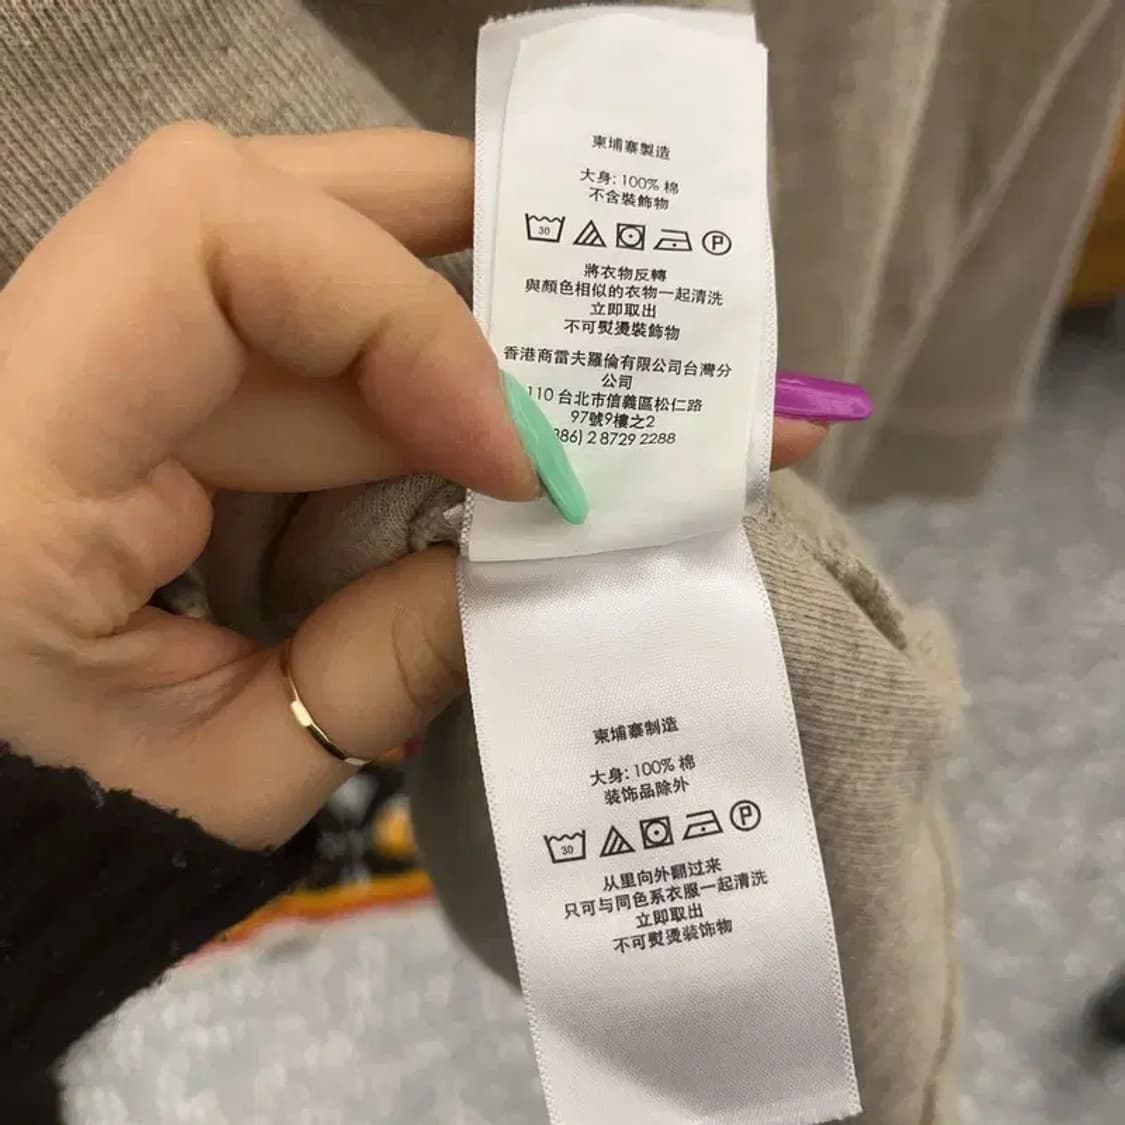 柬埔寨製造
大身: 100% 棉
不含裝飾物
30
P
將衣物反轉
與顏色相似的衣物一起清洗
立即取出
不可熨燙裝飾物
香港商雷夫羅倫有限公司台灣分
公司
110 台北市信義區松仁路
97號9樓之2
86) 2 8729 2288
柬埔寨制造
大身: 100% 棉
装饰品除外
30
P
从里向外翻过来
只可与同色系衣服一起清洗
立即取出
不可熨烫装饰物